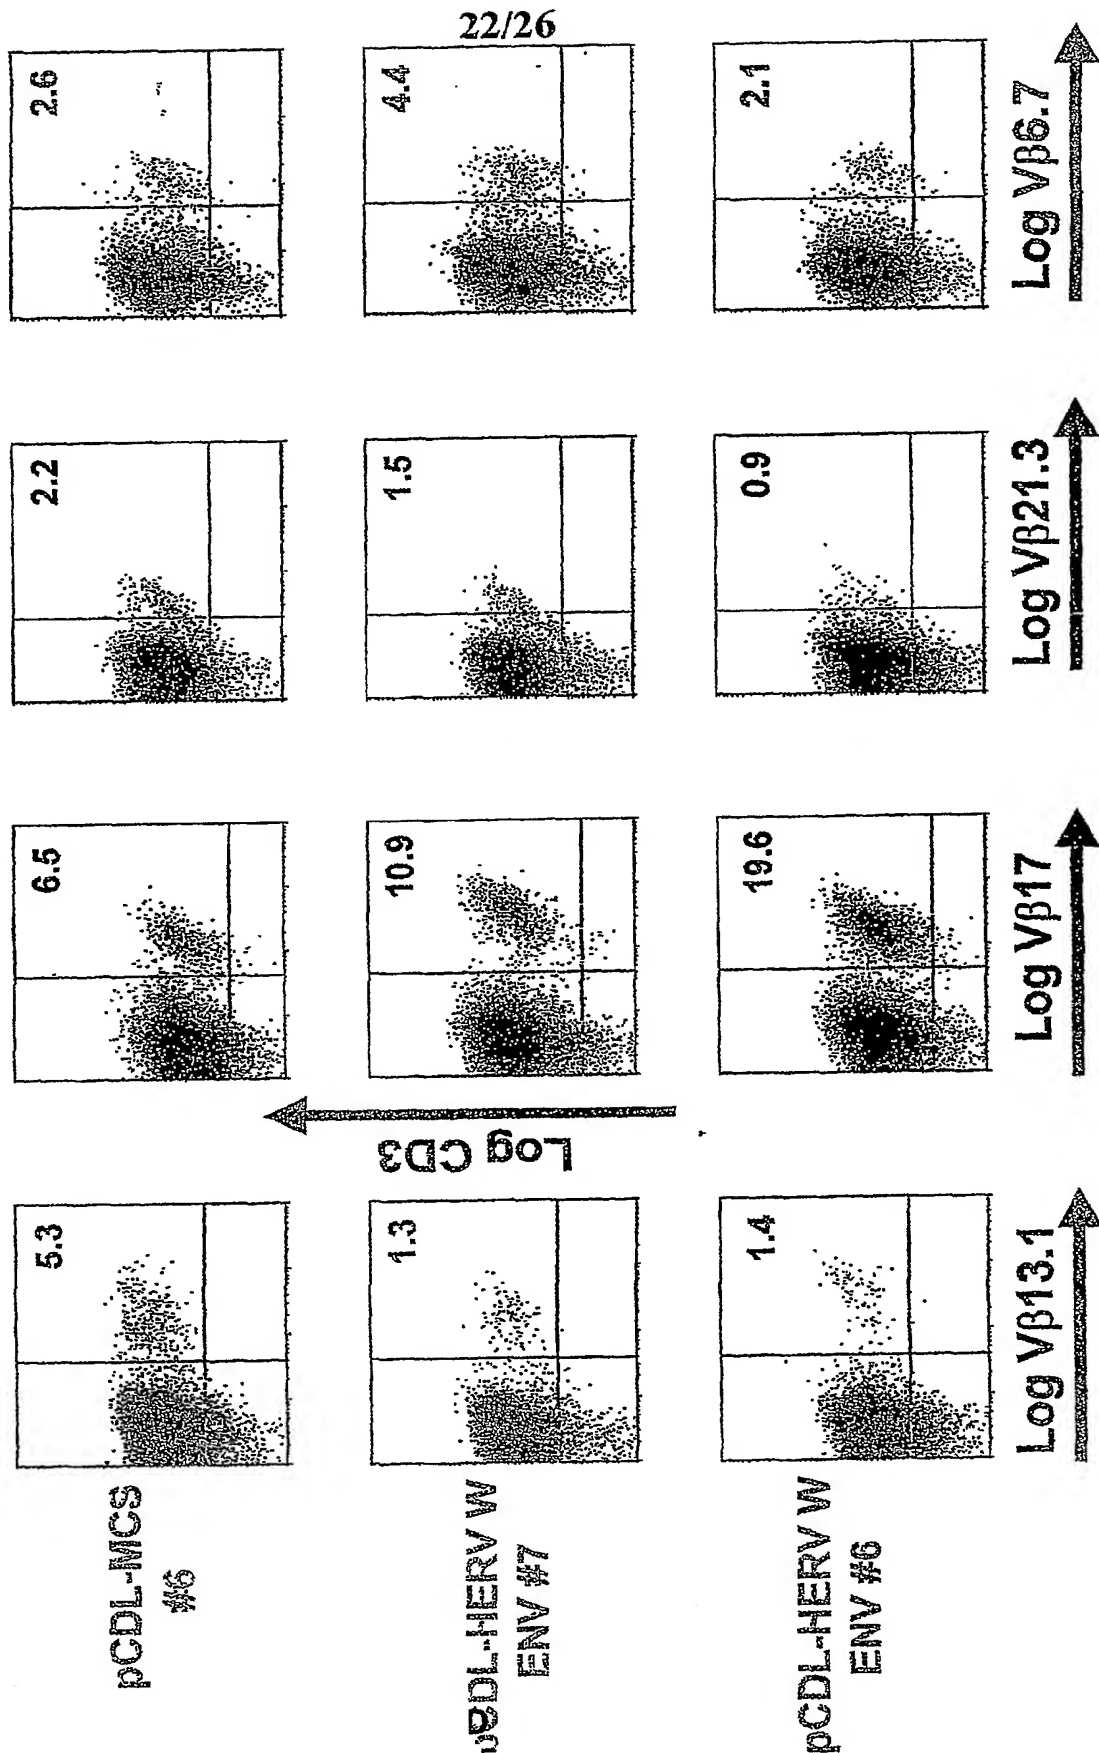 22/26
pCDL-MCS
#6
5.3
6.5
2.2
2.6
pCDL-HERV W
ENV #7
1.3
10.9
1.5
4.4
pCDL-HERV W
ENV #6
1.4
19.6
0.9
2.1
Log CD3
Log Vβ13.1
Log Vβ17
Log Vβ21.3
Log Vβ6.7